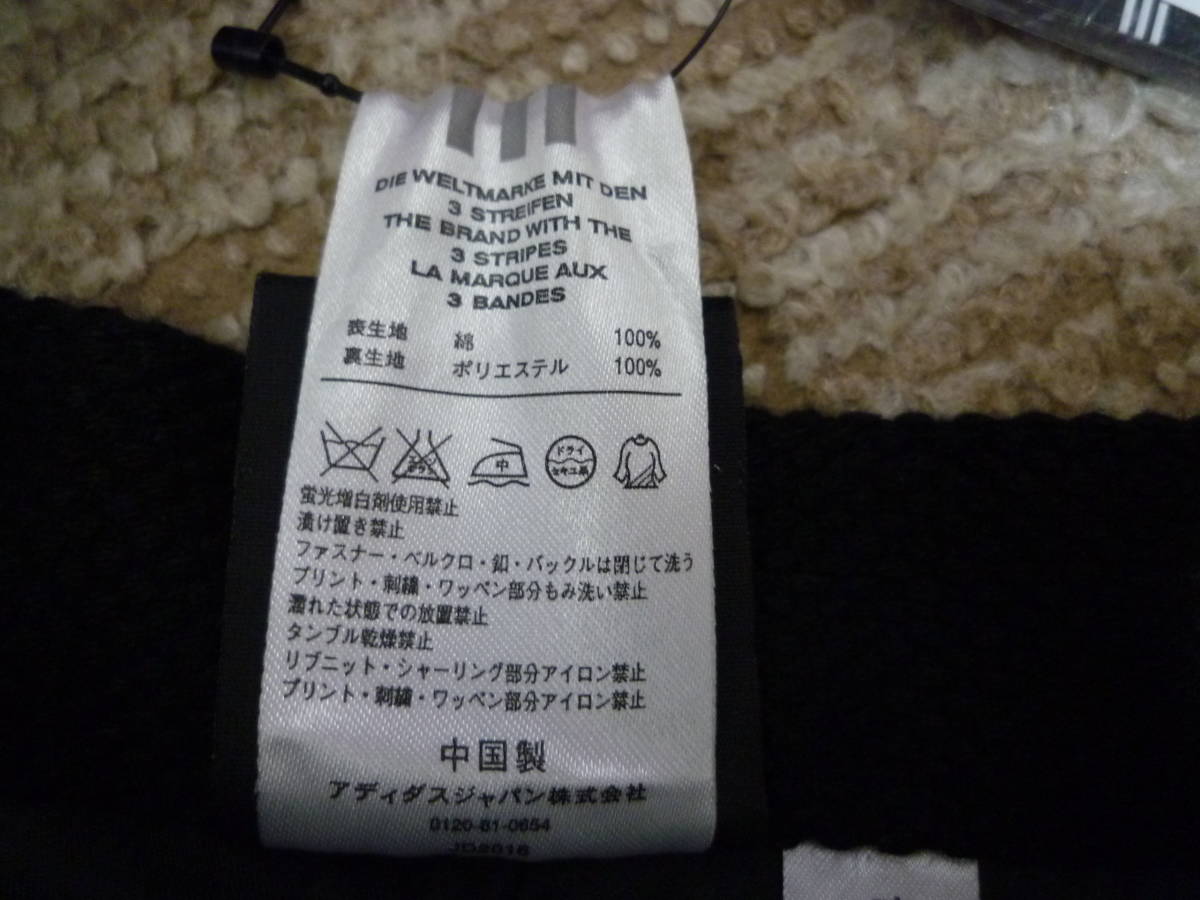 DIE WELTMARKE MIT DEN
3 STREIFEN
THE BRAND WITH THE
3 STRIPES
LA MARQUE AUX
3 BANDES
表生地 綿 100%
裏生地 ポリエステル 100%
中 ドライ
セキユ系
蛍光増白剤使用禁止
漬け置き禁止
ファスナー・ベルクロ・釦・バックルは閉じて洗う
プリント・刺繍・ワッペン部分もみ洗い禁止
濡れた状態での放置禁止
タンブル乾燥禁止
リブニット・シャーリング部分アイロン禁止
プリント・刺繍・ワッペン部分アイロン禁止
中国製
アディダスジャパン株式会社
0120-81-0654